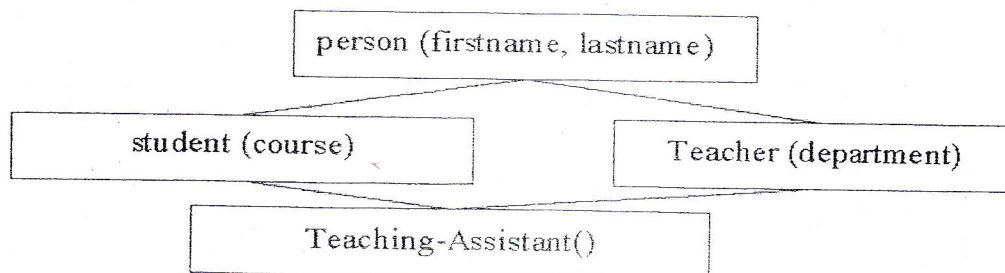 person (firstname, lastname)
student (course)
Teacher (department)
Teaching-Assistant()